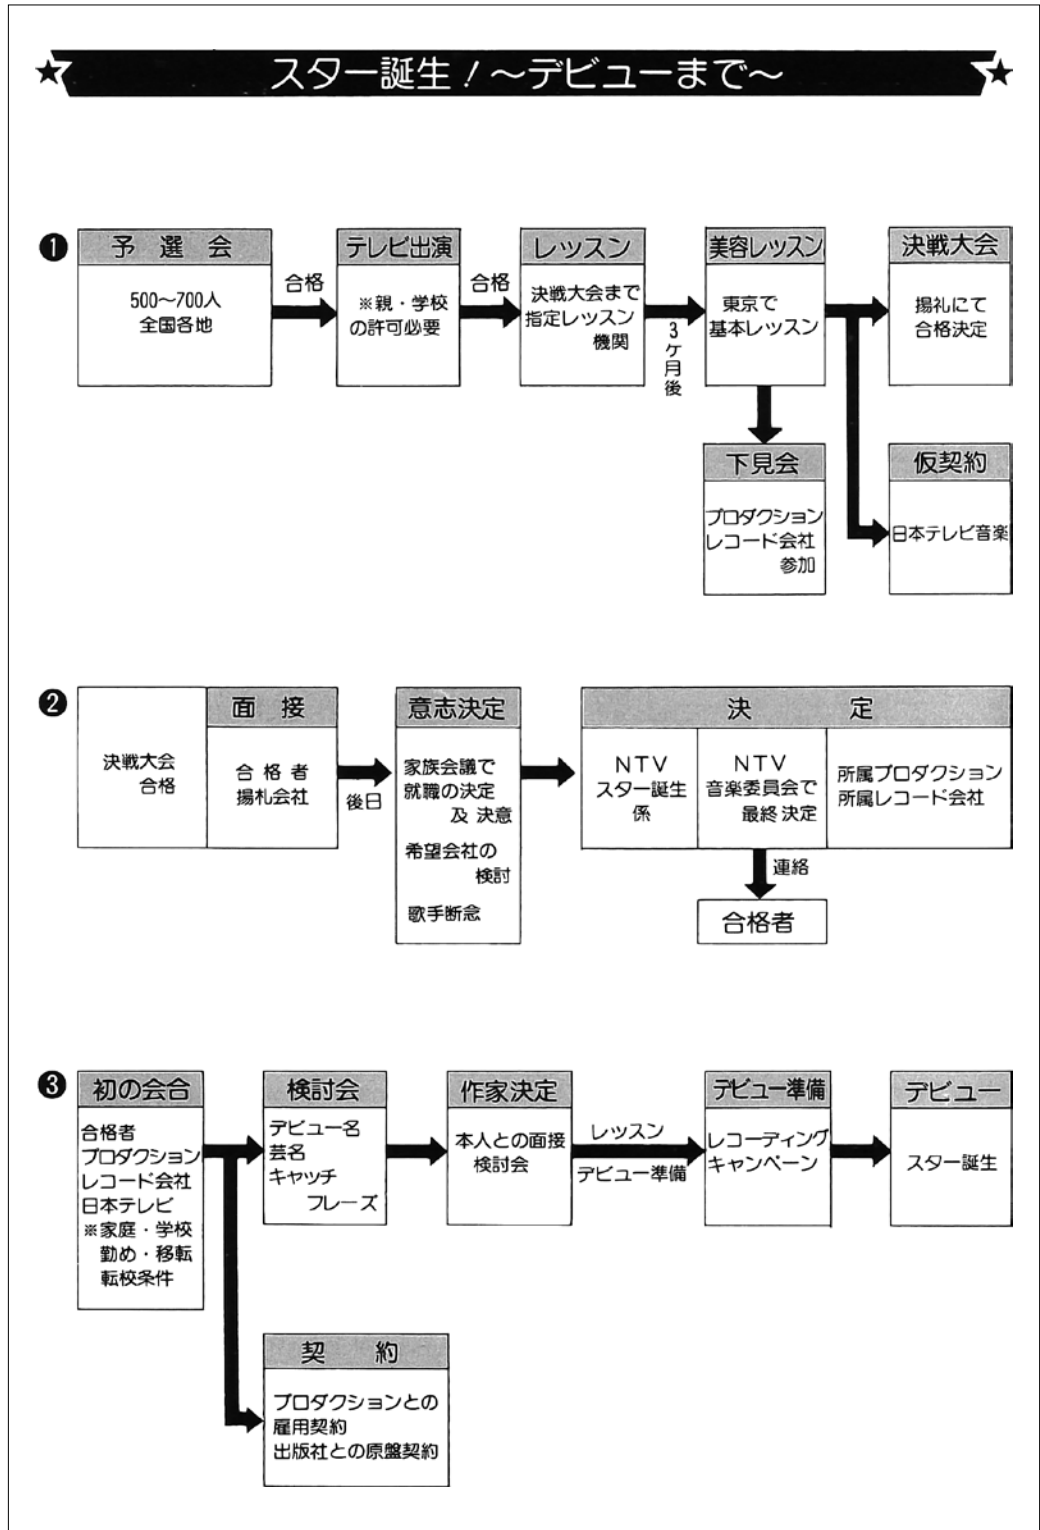 スター誕生!~デビューまで~
❶
予選会
500~700人
全国各地
合格
テレビ出演
※親・学校
の許可必要
合格
レッスン
決戦大会まで
指定レッスン
機関
3ケ月後
美容レッスン
東京で
基本レッスン
決戦大会
揚礼にて
合格決定
下見会
プロダクション
レコード会社
参加
仮契約
日本テレビ音楽
❷
決戦大会
合格
面接
合格者
揚札会社
後日
意志決定
家族会議で
就職の決定
及 決意
希望会社の
検討
歌手断念
決定
NTV
スター誕生
係
NTV
音楽委員会で
最終決定
所属プロダクション
所属レコード会社
連絡
合格者
❸
初の会合
合格者
プロダクション
レコード会社
日本テレビ
※家庭・学校
勤め・移転
転校条件
検討会
デビュー名
芸名
キャッチ
フレーズ
作家決定
本人との面接
検討会
レッスン
デビュー準備
デビュー準備
レコーディング
キャンペーン
デビュー
スター誕生
契約
プロダクションとの
雇用契約
出版社との原盤契約